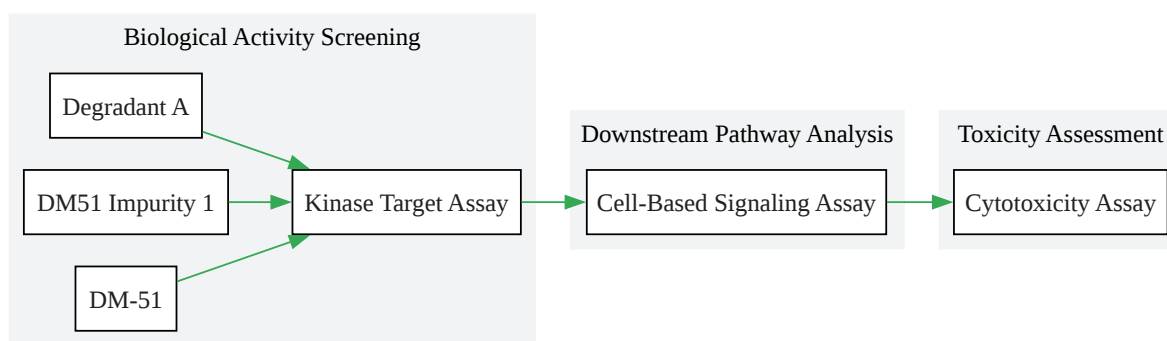 Biological Activity Screening
Degradant A
DM51 Impurity 1
DM-51
Kinase Target Assay
Downstream Pathway Analysis
Cell-Based Signaling Assay
Toxicity Assessment
Cytotoxicity Assay